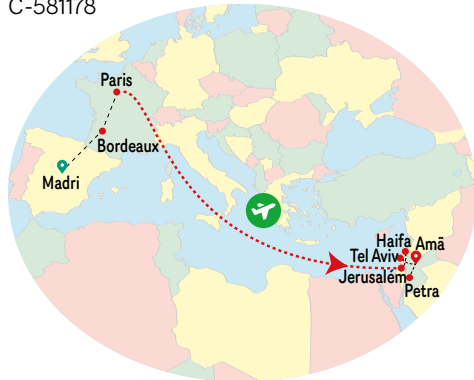 C-581178
Paris
Bordeaux
Madri
Haifa Amã
Tel Aviv
Jerusalém
Petra